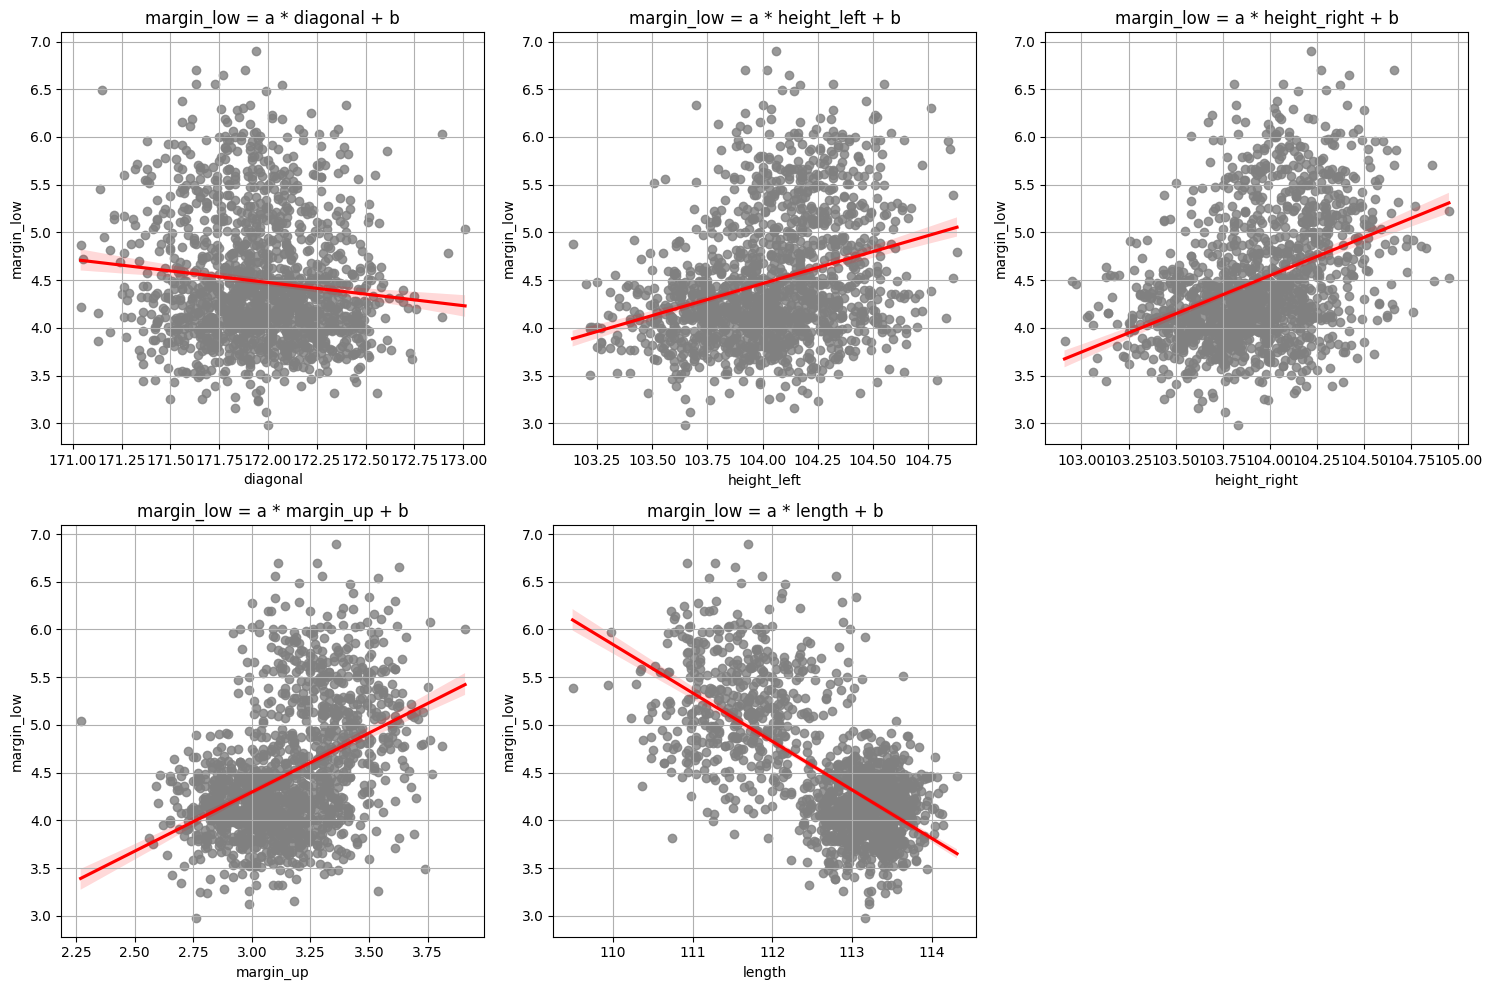 margin_low = a * diagonal + b
margin_low = a * height_left + b
margin_low = a * height_right + b
7.0
6.5
6.0
5.5
5.0
4.5
4.0
3.5
3.0
margin_low
171.00 171.25 171.50 171.75 172.00 172.25 172.50 172.75 173.00
diagonal
7.0
6.5
6.0
5.5
5.0
4.5
4.0
3.5
3.0
margin_low
103.25 103.50 103.75 104.00 104.25 104.50 104.75
height_left
7.0
6.5
6.0
5.5
5.0
4.5
4.0
3.5
3.0
margin_low
103.00 103.25 103.50 103.75 104.00 104.25 104.50 104.75 105.00
height_right
margin_low = a * margin_up + b
margin_low = a * length + b
7.0
6.5
6.0
5.5
5.0
4.5
4.0
3.5
3.0
margin_low
2.25 2.50 2.75 3.00 3.25 3.50 3.75
margin_up
7.0
6.5
6.0
5.5
5.0
4.5
4.0
3.5
3.0
margin_low
110 111 112 113 114
length